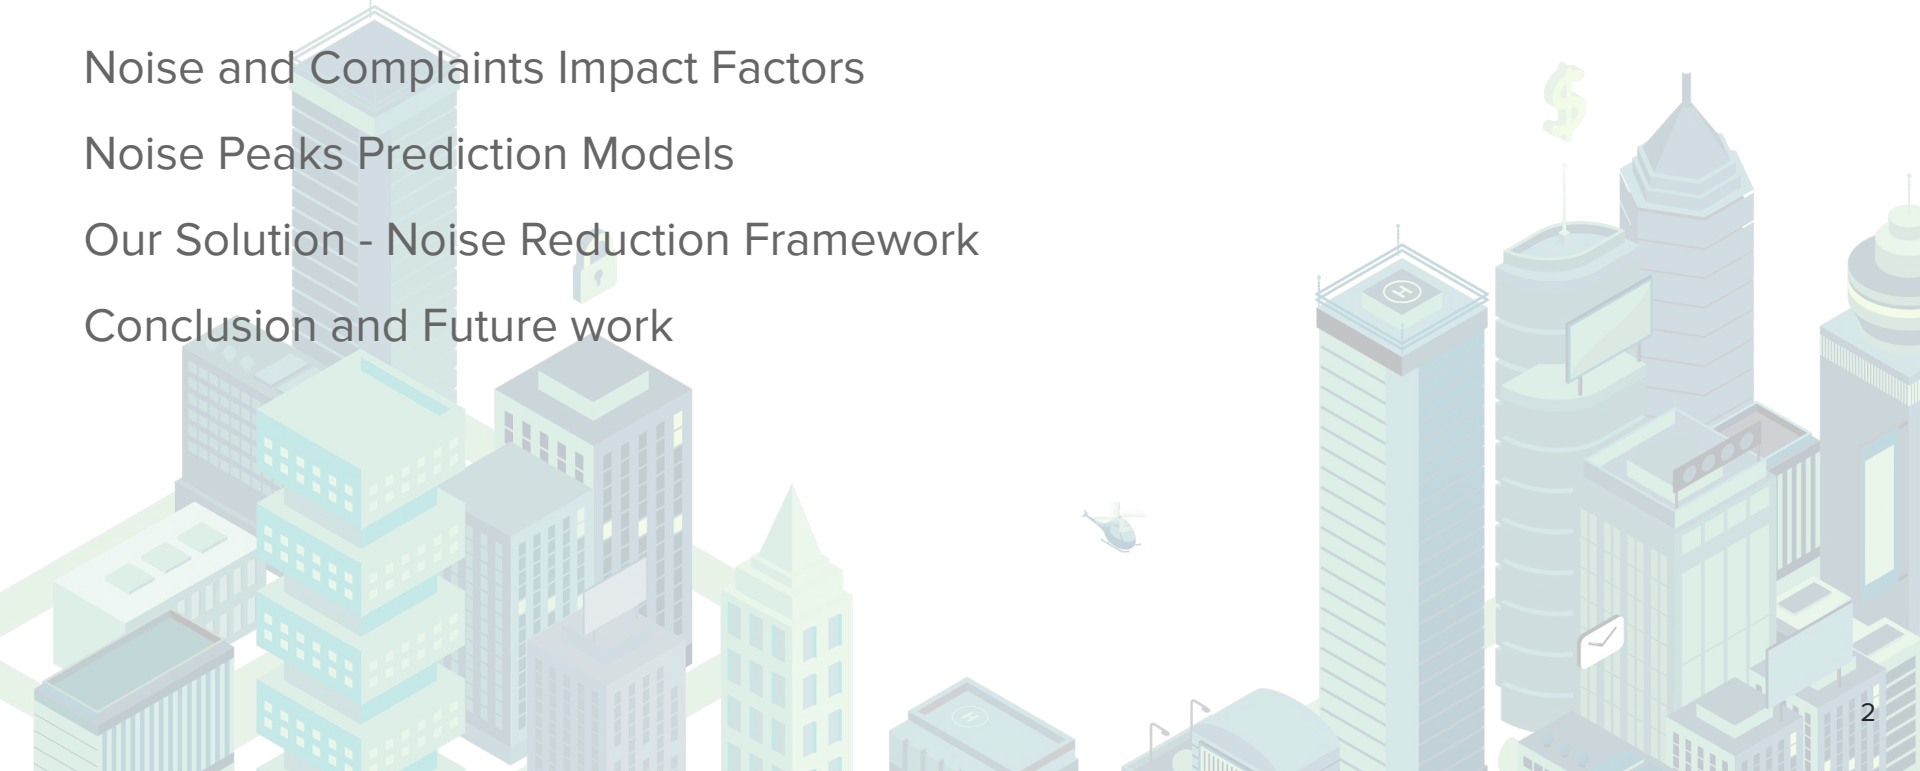 Noise and Complaints Impact Factors
Noise Peaks Prediction Models
Our Solution - Noise Reduction Framework
Conclusion and Future work
$
H
H
2